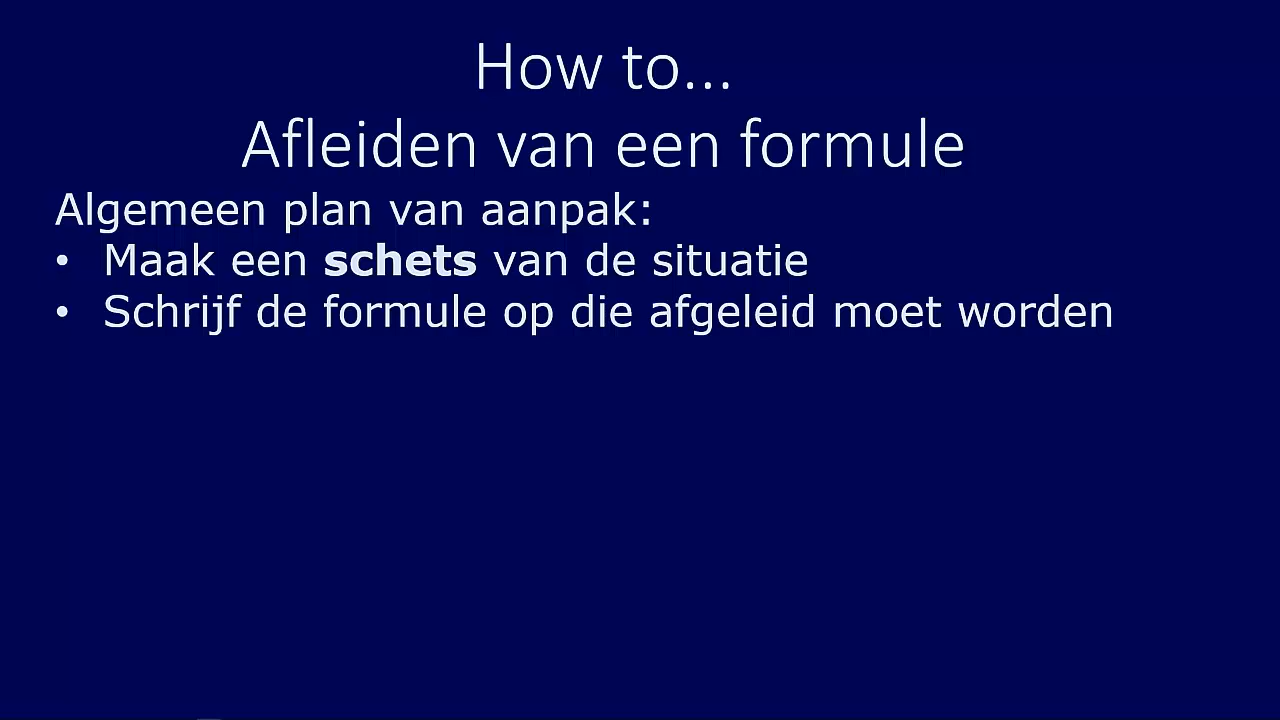 How to...
Afleiden van een formule
Algemeen plan van aanpak:
• Maak een schets van de situatie
• Schrijf de formule op die afgeleid moet worden